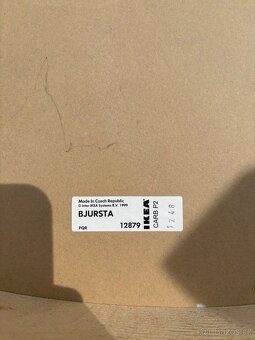 Made in Czech Republic
© Inter IKEA Systems B.V. 1999
BJURSTA
PQR
12879
IKEA
CARB P2
1248